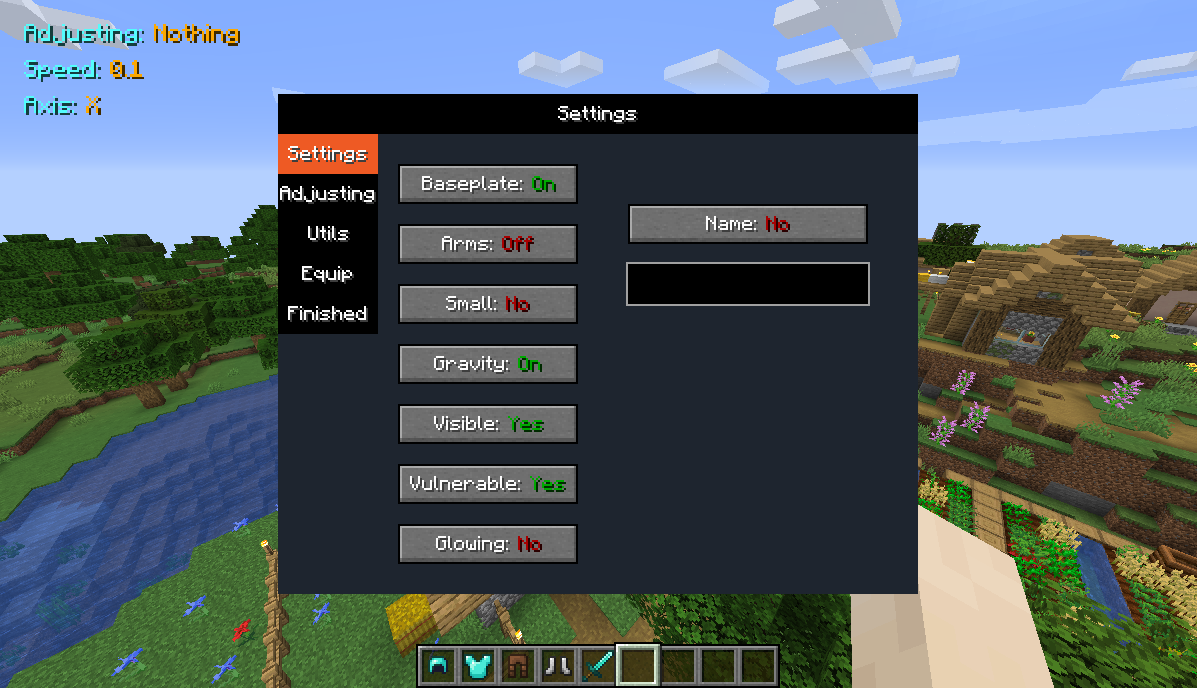 Adjusting: Nothing
Speed: 0.1
Axis: X
Settings
Settings
Adjusting
Utils
Equip
Finished
Baseplate: On
Arms: Off
Small: No
Gravity: On
Visible: Yes
Vulnerable: Yes
Glowing: No
Name: No